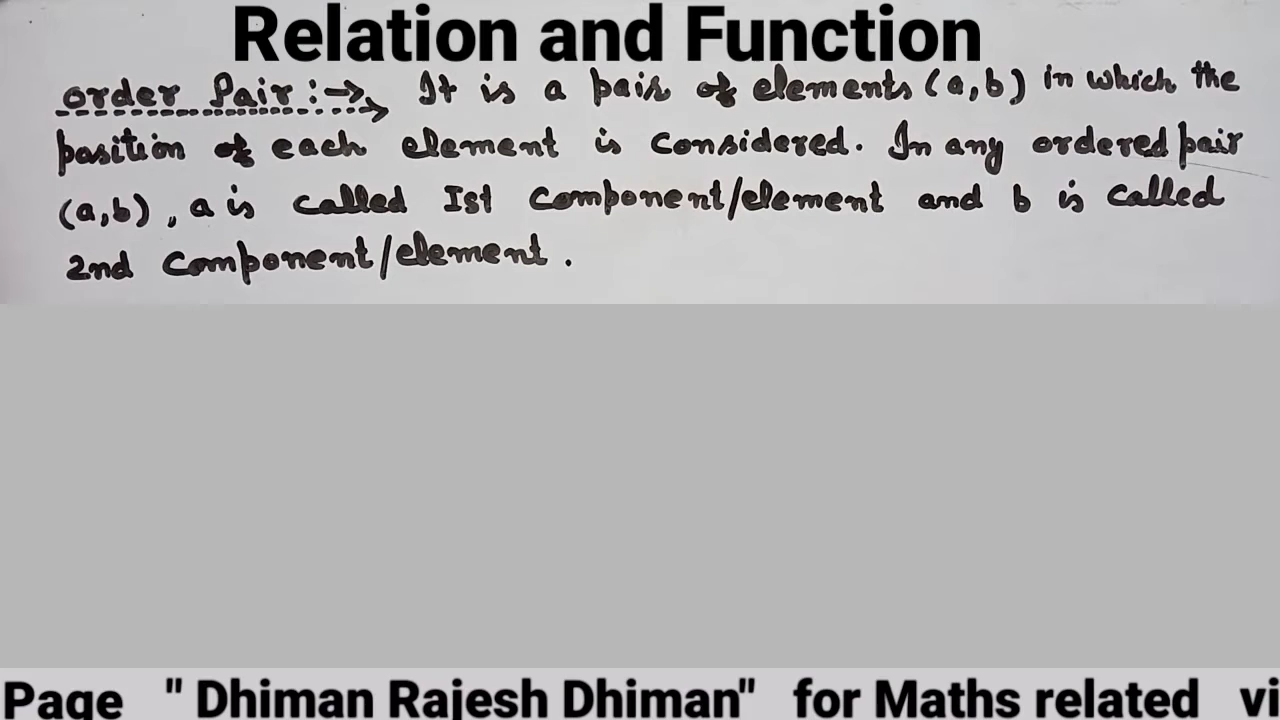 Relation and Function
order Pair :→ It is a pair of elements (a,b) in which the
position of each element is considered. In any ordered pair
(a,b), a is called Ist component/element and b is called
2nd component/element.
Page " Dhiman Rajesh Dhiman" for Maths related vi